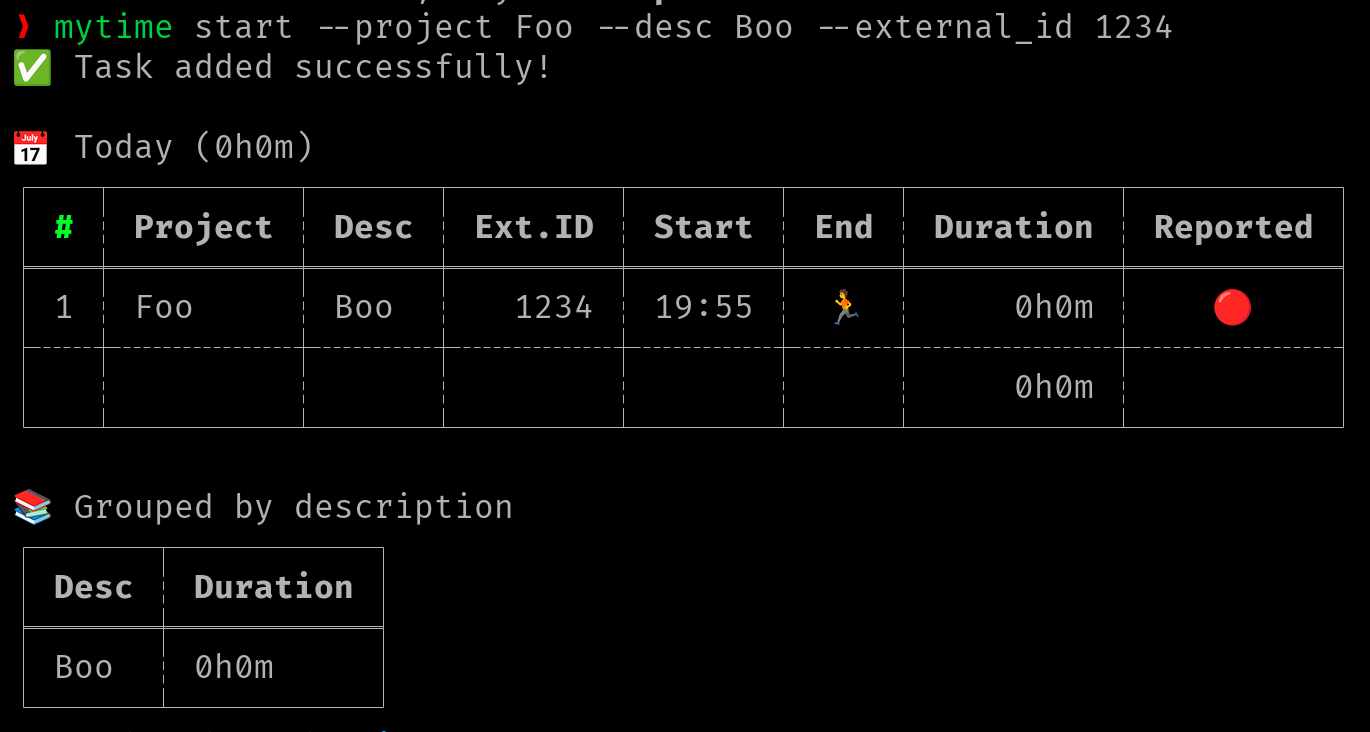 ❯ mytime start --project Foo --desc Boo --external_id 1234
✅ Task added successfully!
📅 Today (0h0m)
# Project Desc Ext.ID Start End Duration Reported
1 Foo Boo 1234 19:55 🏃 0h0m 🔴
0h0m
📚 Grouped by description
Desc Duration
Boo 0h0m